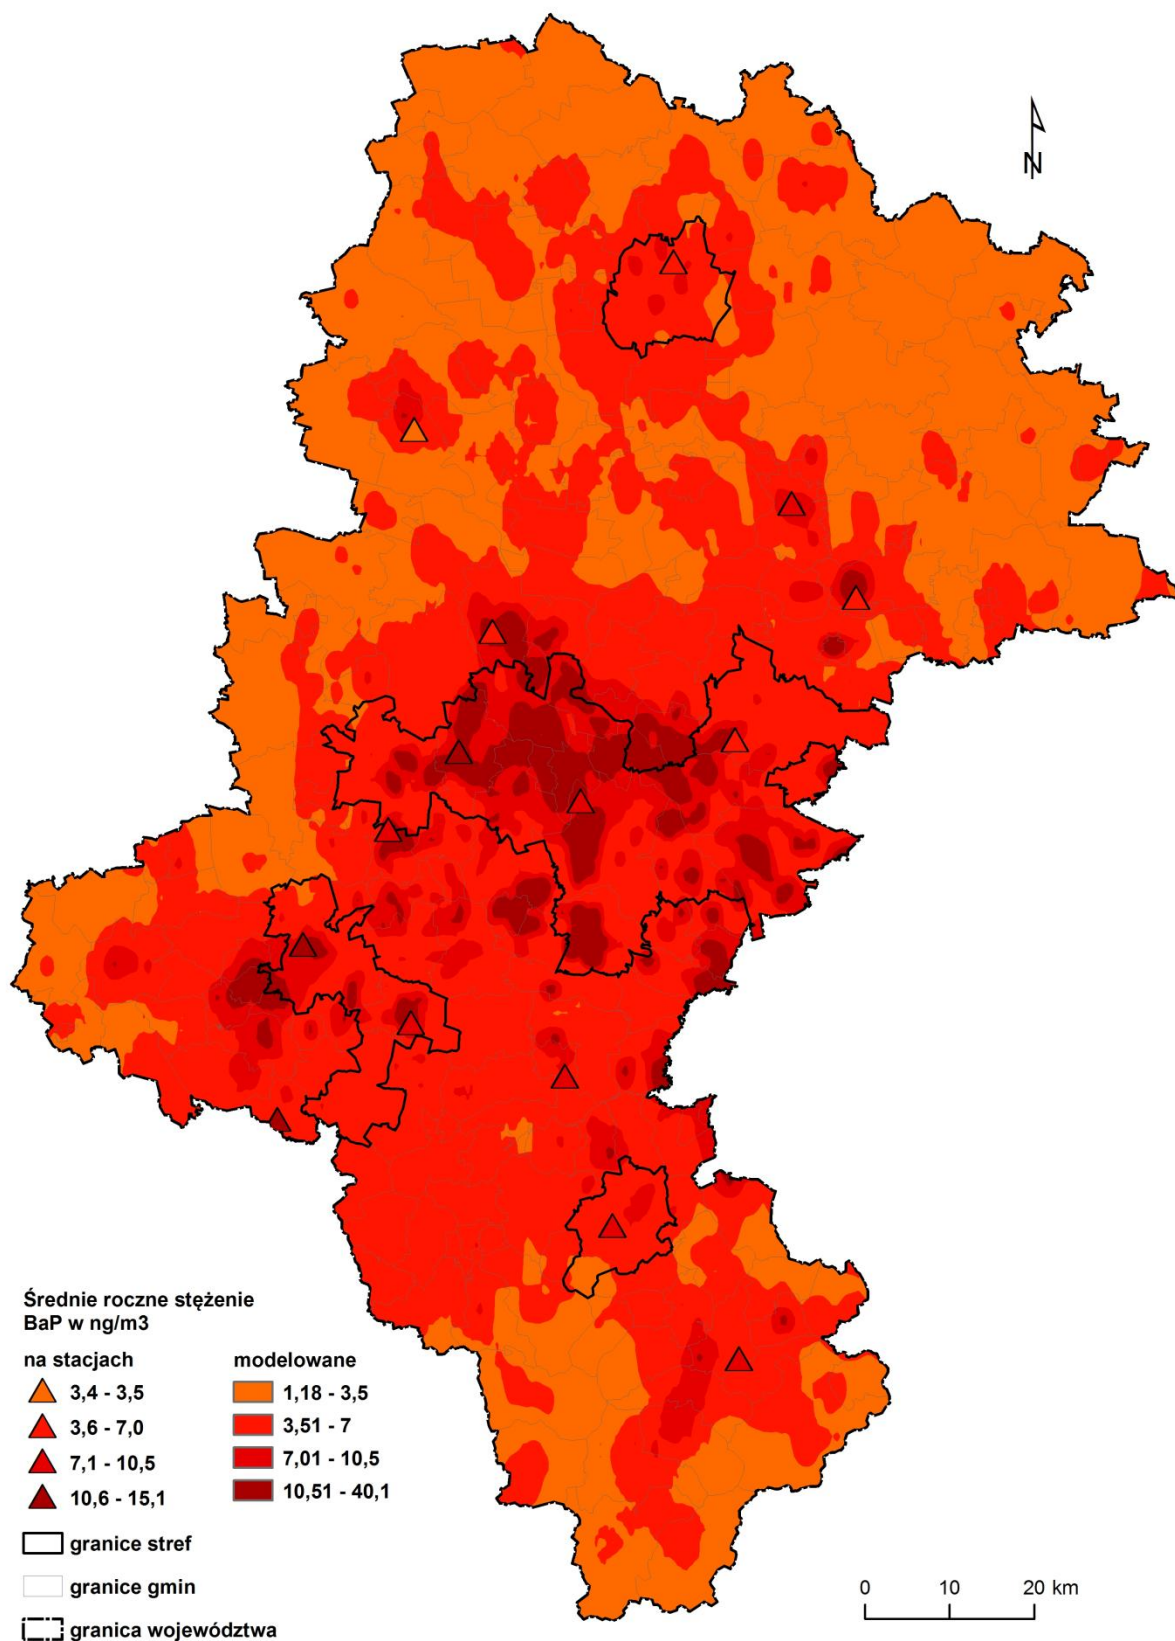 N
Średnie roczne stężenie
BaP w ng/m3
na stacjach
3,4 - 3,5
3,6 - 7,0
7,1 - 10,5
10,6 - 15,1
modelowane
1,18 - 3,5
3,51 - 7
7,01 - 10,5
10,51 - 40,1
granice stref
granice gmin
granica województwa
0 10 20 km